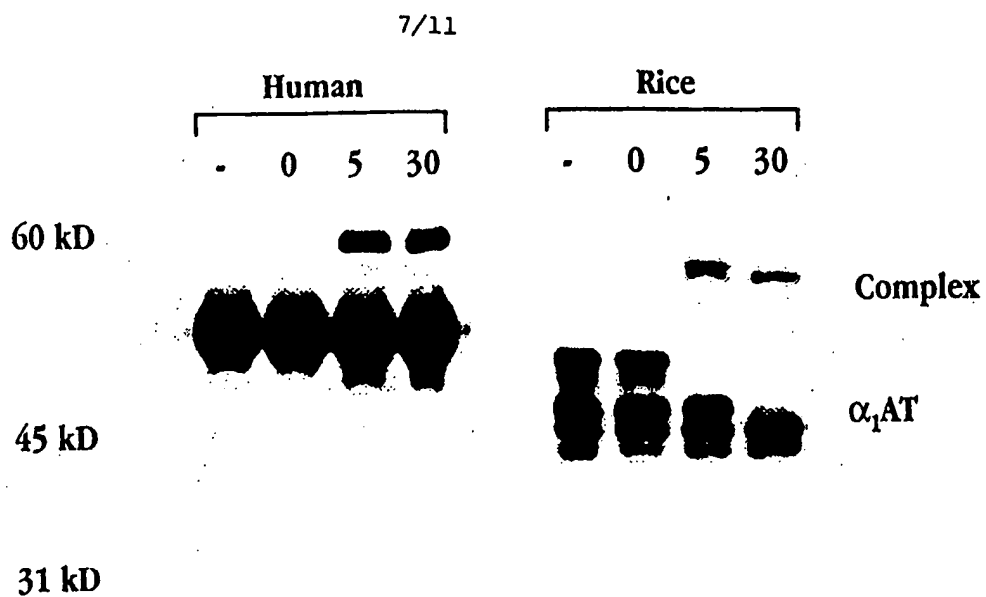 7/11
Human Rice
- 0 5 30 - 0 5 30
60 kD
Complex
α₁AT
45 kD
31 kD